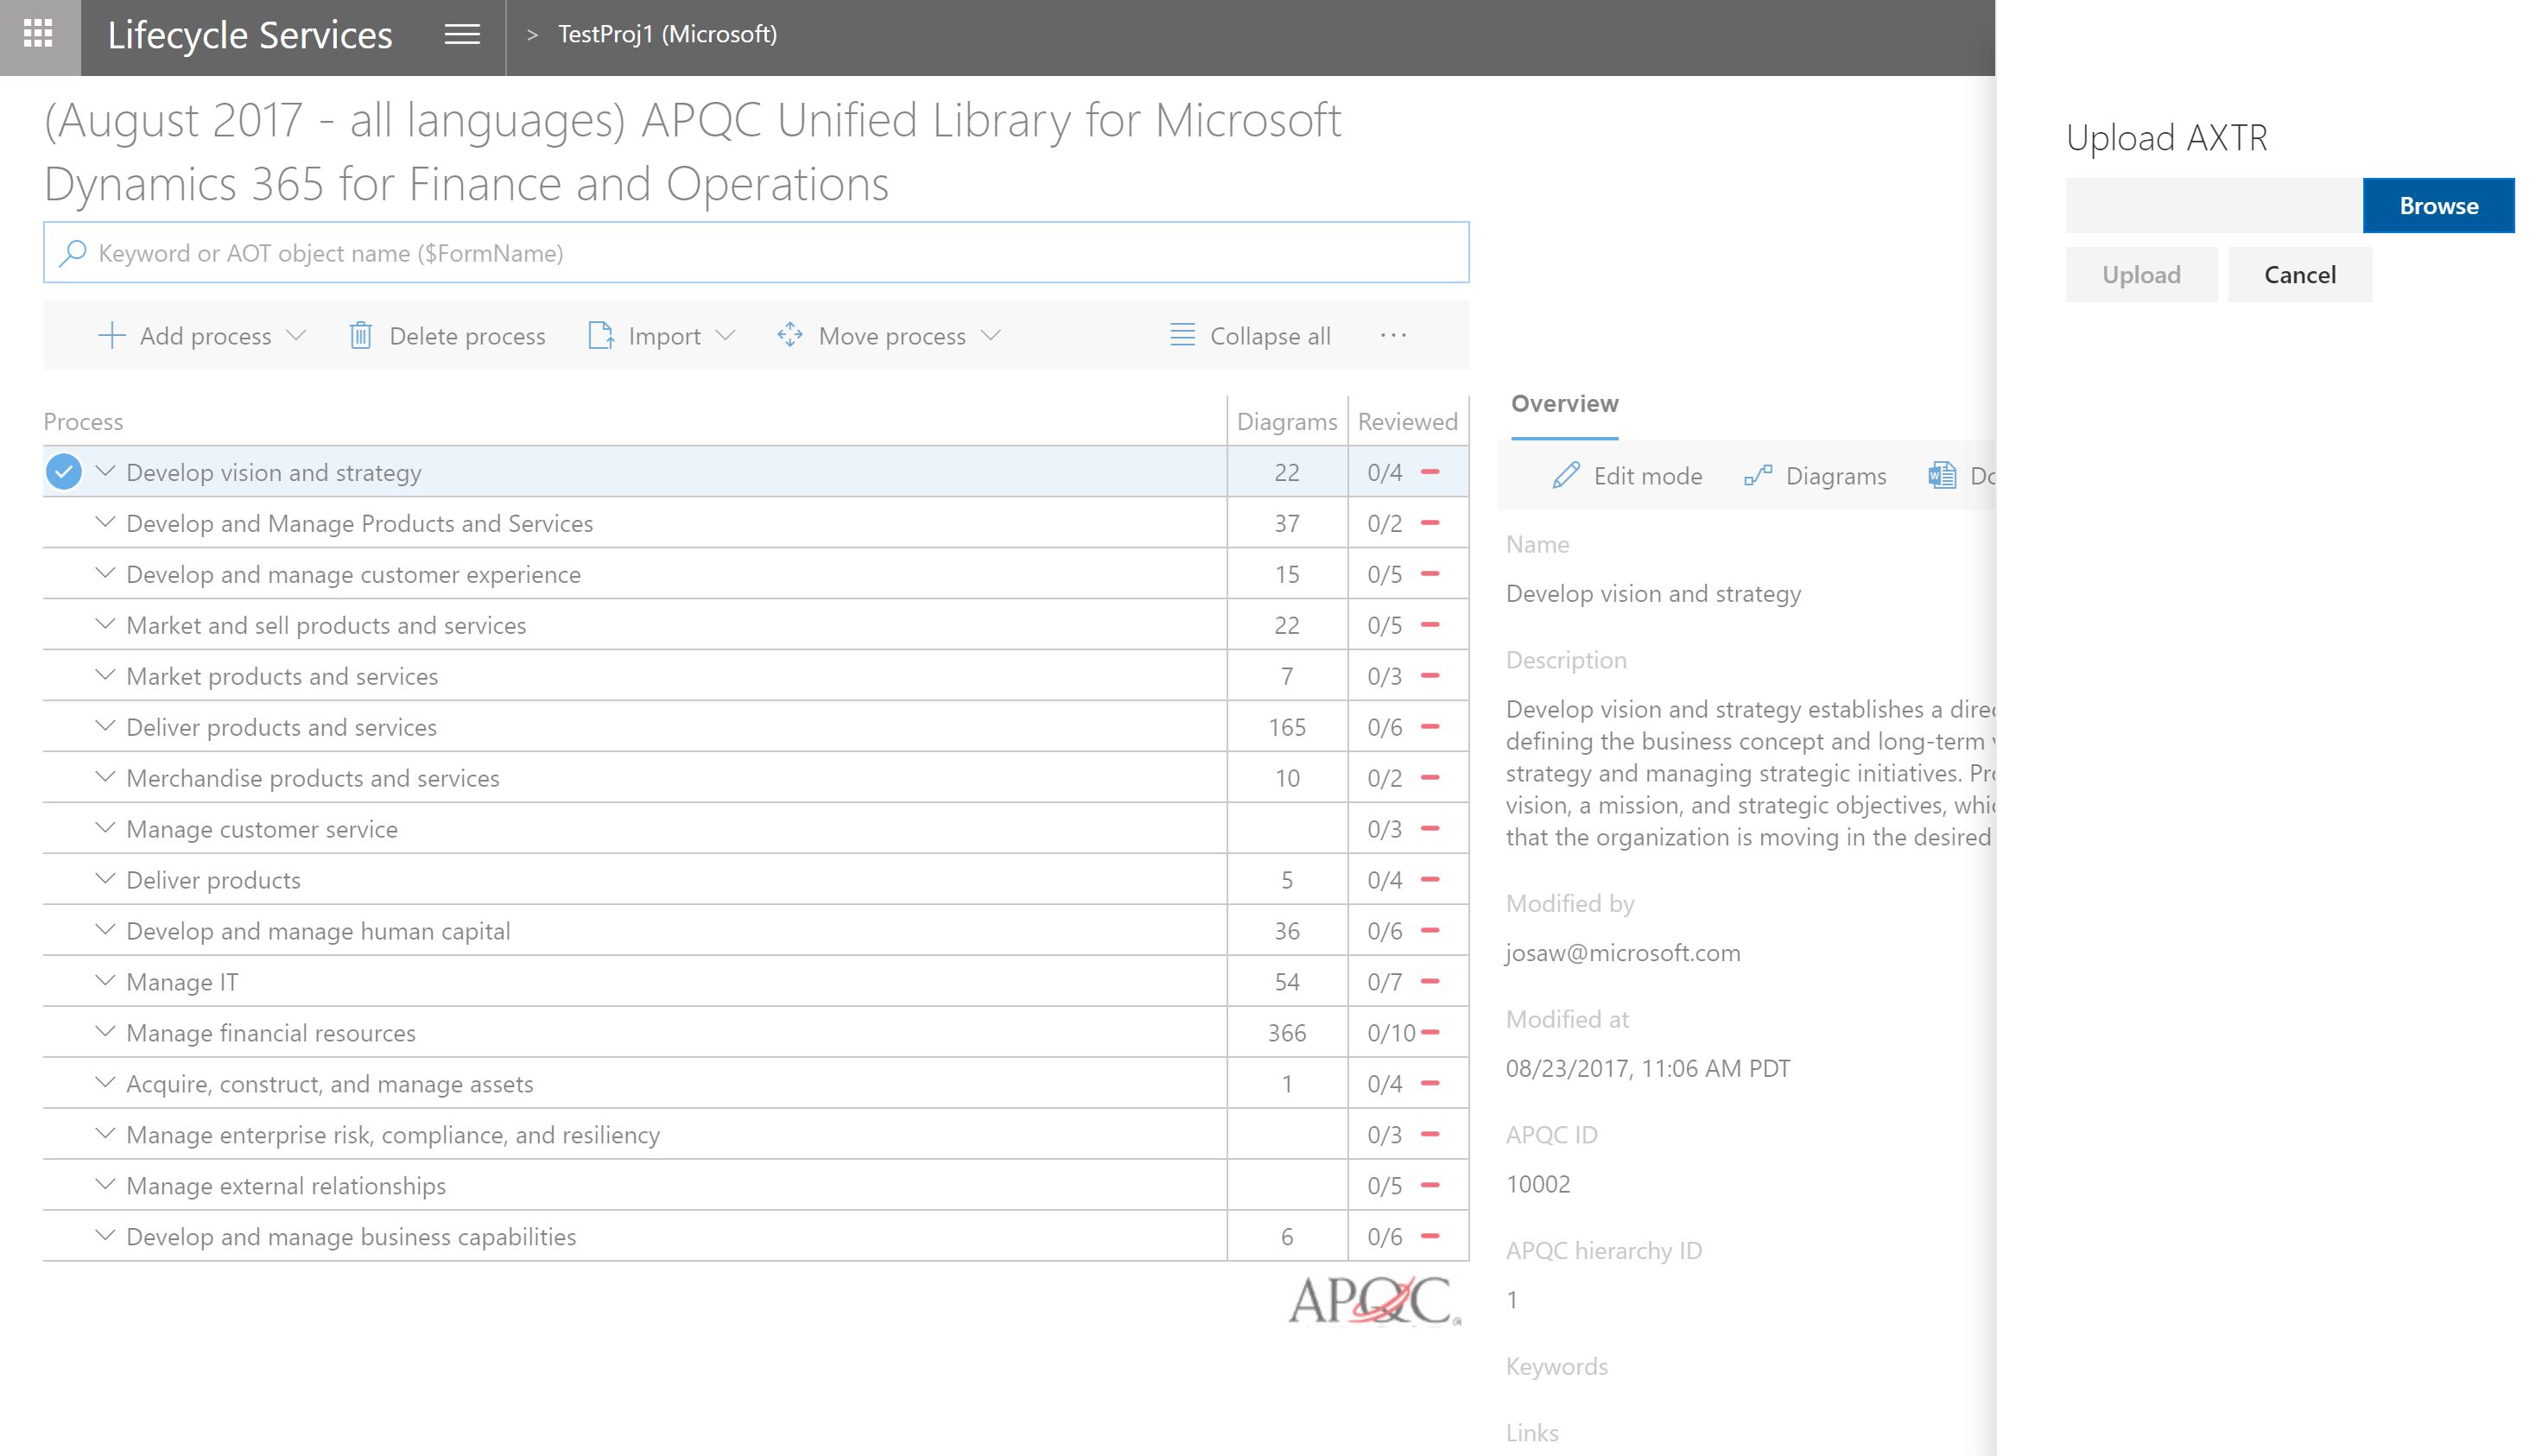 Lifecycle Services
> TestProj1 (Microsoft)
(August 2017 - all languages) APQC Unified Library for Microsoft
Dynamics 365 for Finance and Operations
Keyword or AOT object name ($FormName)
Add process Delete process Import Move process Collapse all ...
Process Diagrams Reviewed
Develop vision and strategy 22 0/4
Develop and Manage Products and Services 37 0/2
Develop and manage customer experience 15 0/5
Market and sell products and services 22 0/5
Market products and services 7 0/3
Deliver products and services 165 0/6
Merchandise products and services 10 0/2
Manage customer service 0/3
Deliver products 5 0/4
Develop and manage human capital 36 0/6
Manage IT 54 0/7
Manage financial resources 366 0/10
Acquire, construct, and manage assets 1 0/4
Manage enterprise risk, compliance, and resiliency 0/3
Manage external relationships 0/5
Develop and manage business capabilities 6 0/6
APQC
Overview
Edit mode Diagrams
Name
Develop vision and strategy
Description
Develop vision and strategy establishes a
defining the business concept and long-term
strategy and managing strategic initiatives.
vision, a mission, and strategic objectives,
that the organization is moving in the desired
Modified by
josaw@microsoft.com
Modified at
08/23/2017, 11:06 AM PDT
APQC ID
10002
APQC hierarchy ID
1
Keywords
Links
Upload AXTR
Browse
Upload Cancel